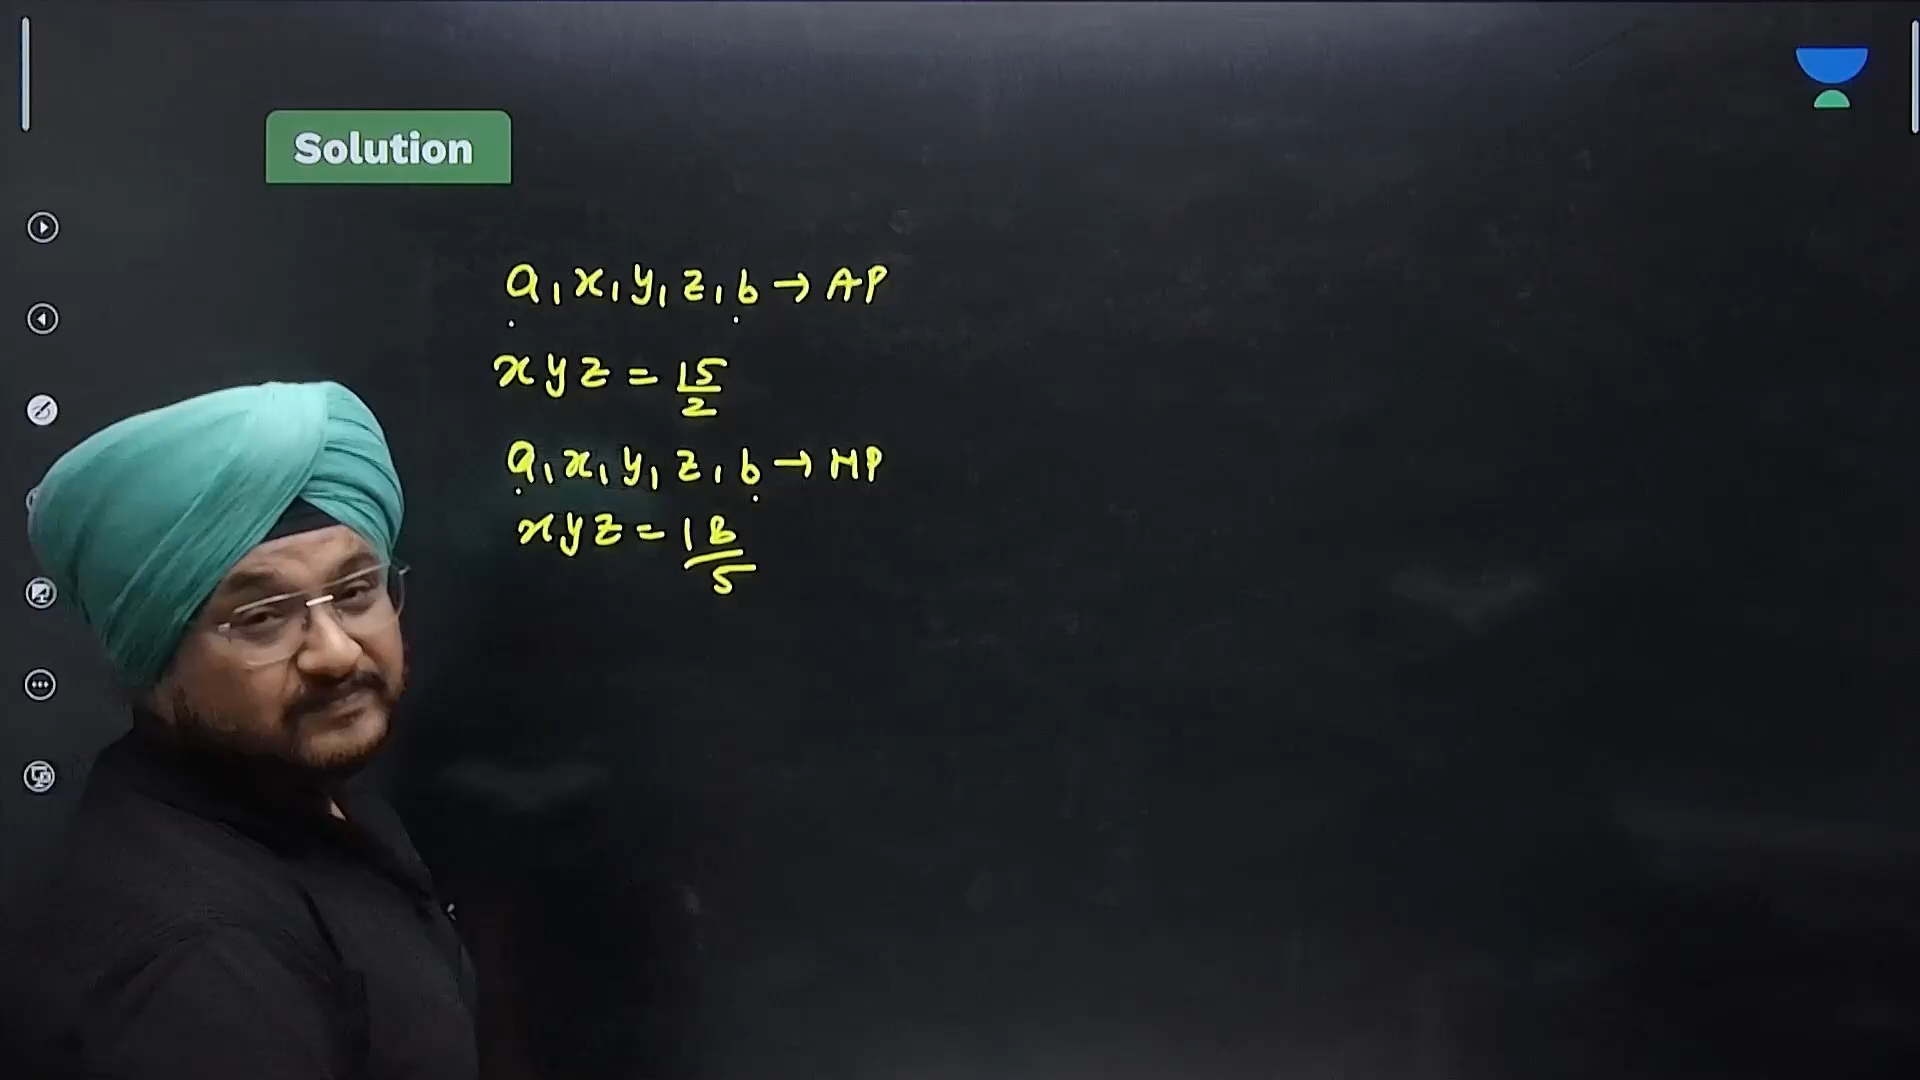 Solution
a, x, y, z, b → AP
xyz = 15/2
a, x, y, z, b → HP
xyz = 18/5